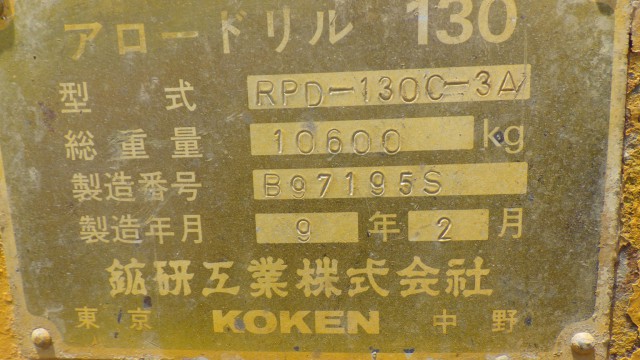 アロードリル 130
型式 RPD-130C-3A
総重量 10600 kg
製造番号 B97195S
製造年月 9 年 2 月
鉱研工業株式会社
東京 KOKEN 中野